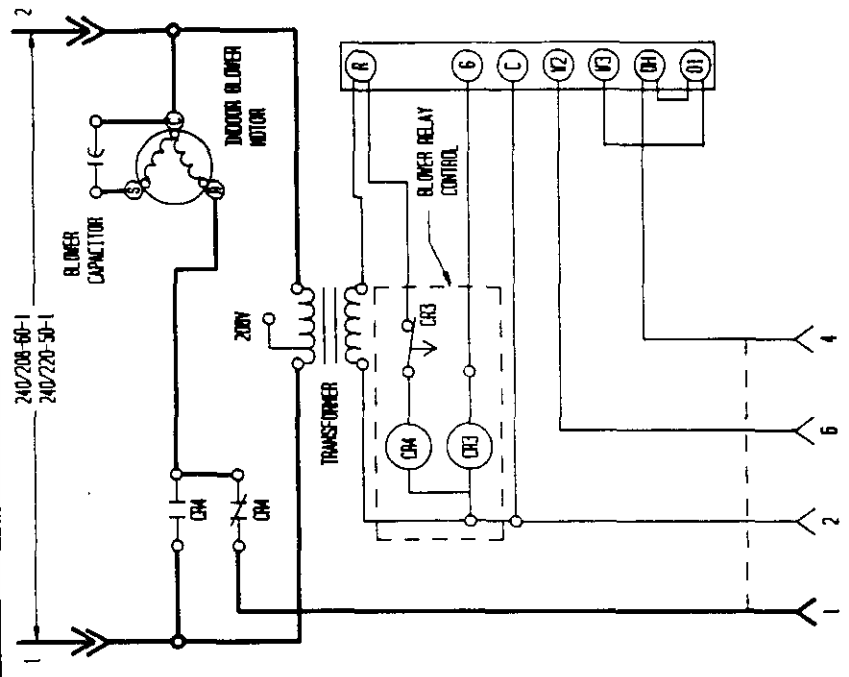 1
2
240/208-60-1
240/220-50-1
BLOWER
CAPACITOR
S
C
R
INDOOR BLOWER
MOTOR
CR4
CR4
208V
TRANSFORMER
BLOWER RELAY
CONTROL
CR3
CR4
CR3
R
G
C
W2
W3
OH
O1
1
2
6
4